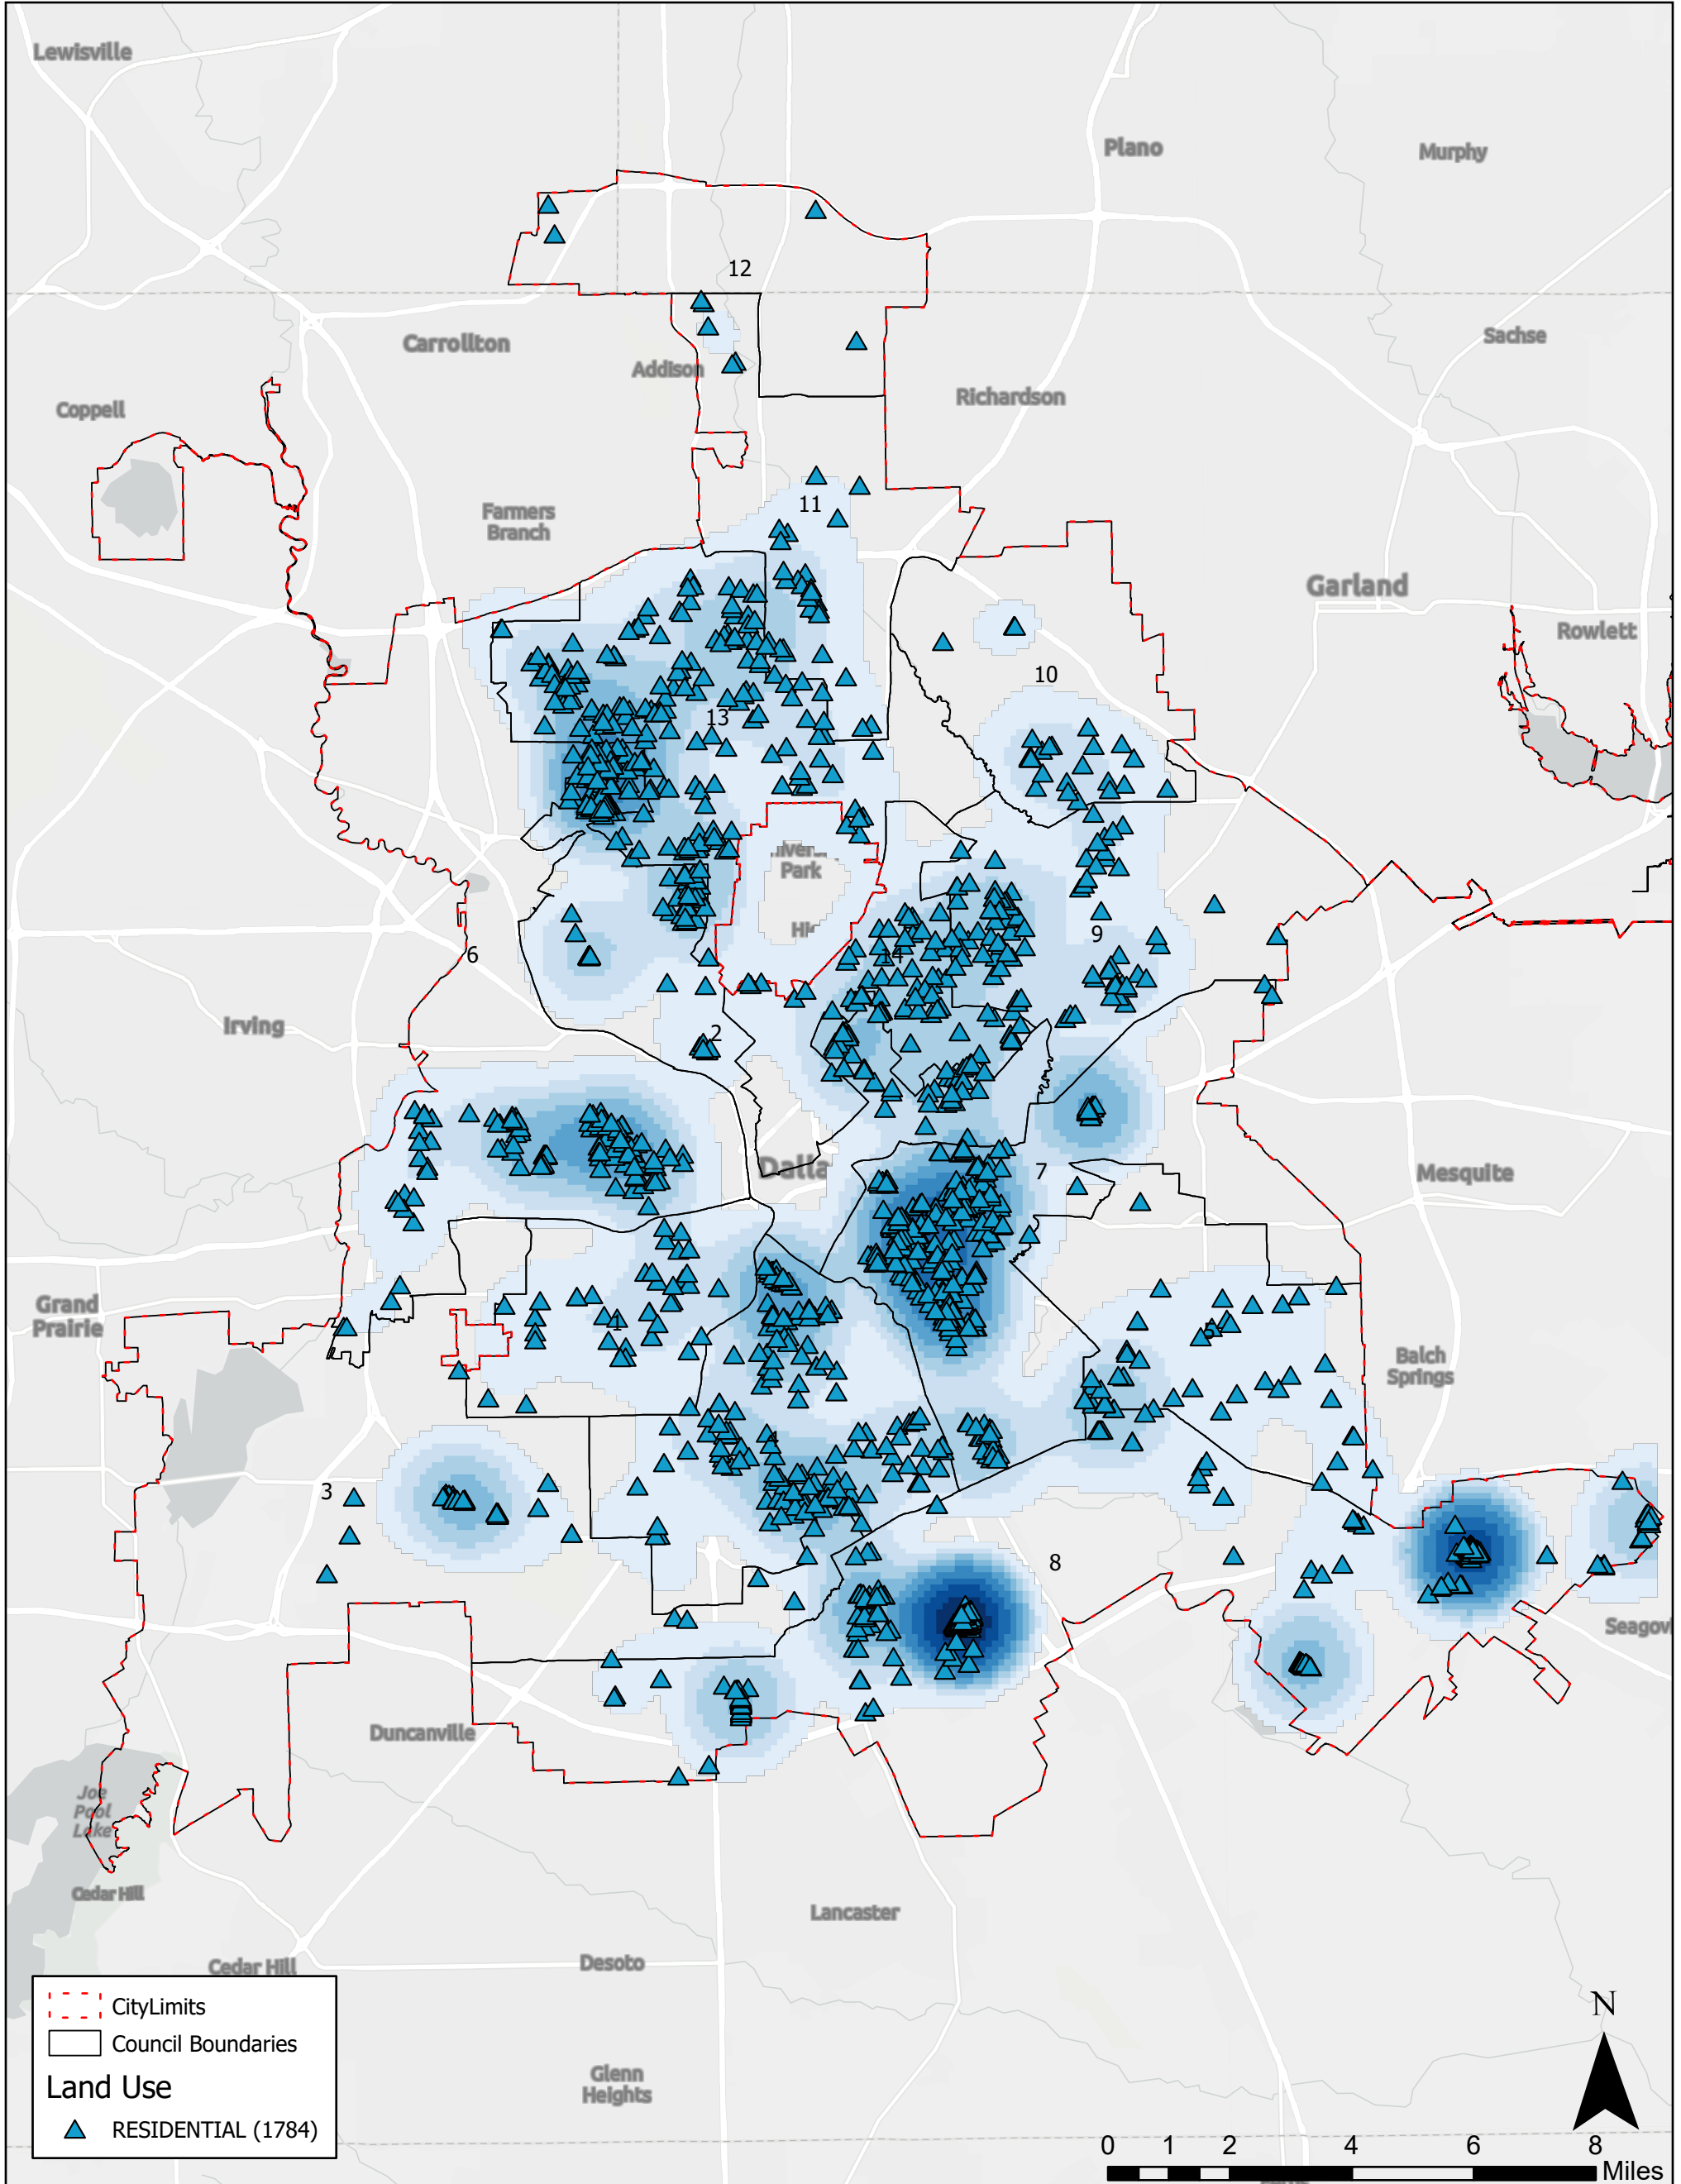 Lewisville
Plano
Murphy
12
Carrollton
Addison
Sachse
Coppell
Richardson
11
Farmers
Branch
Garland
Rowlett
10
13
Park
14
9
6
Irving
2
Dalla
7
Mesquite
Grand
Prairie
1
Balch
Springs
4
3
8
Seagovi
Duncanville
Joe
Pool
Lake
Cedar Hill
Lancaster
Cedar Hill
Desoto
Glenn
Heights
CityLimits
Council Boundaries
Land Use
RESIDENTIAL (1784)
N
0 1 2 4 6 8
Miles